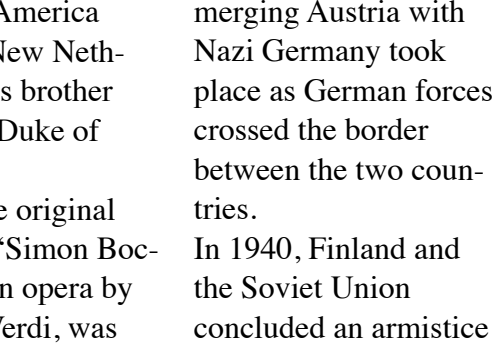 America
New Neth-
s brother
Duke of
e original
“Simon Boc-
n opera by
Verdi, was
merging Austria with
Nazi Germany took
place as German forces
crossed the border
between the two coun-
tries.
In 1940, Finland and
the Soviet Union
concluded an armistice